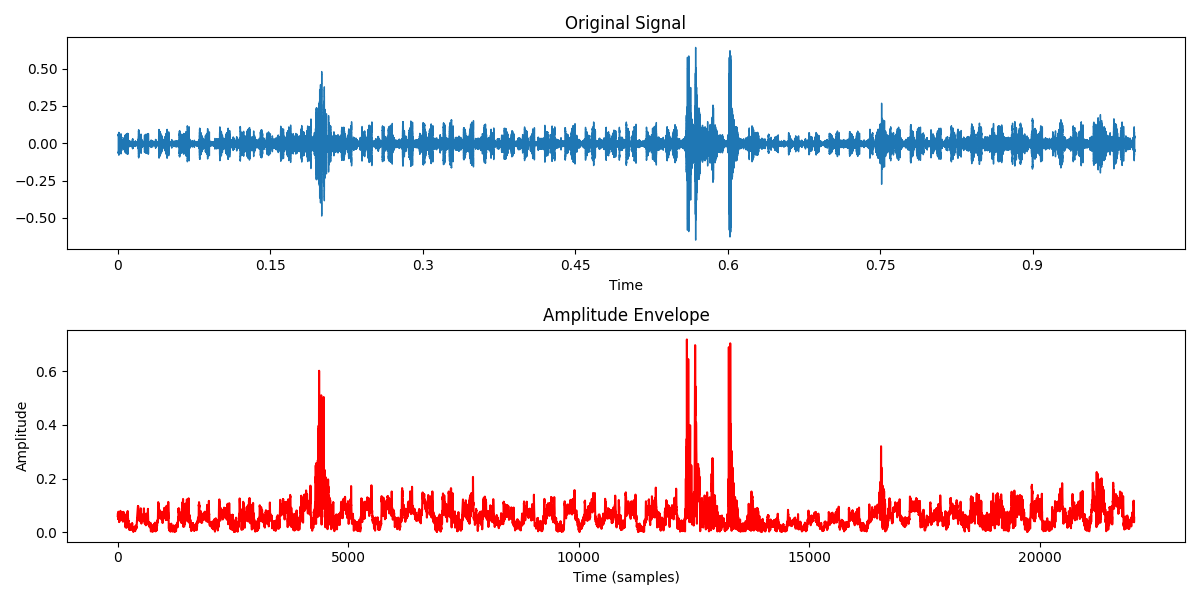 Original Signal
0.50
0.25
0.00
−0.25
−0.50
0 0.15 0.3 0.45 0.6 0.75 0.9
Time
Amplitude Envelope
Amplitude
0.6
0.4
0.2
0.0
0 5000 10000 15000 20000
Time (samples)